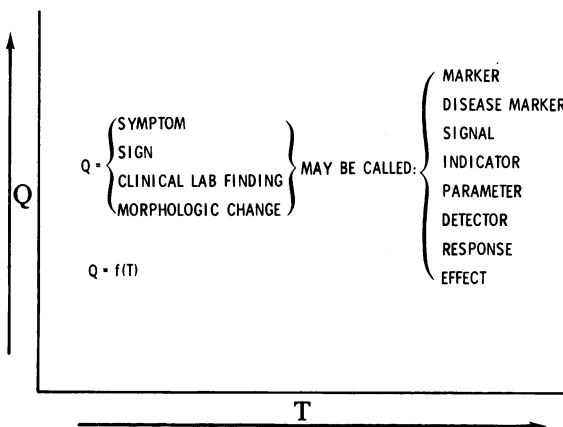 Q
Q =
SYMPTOM
SIGN
CLINICAL LAB FINDING
MORPHOLOGIC CHANGE
MAY BE CALLED:
MARKER
DISEASE MARKER
SIGNAL
INDICATOR
PARAMETER
DETECTOR
RESPONSE
EFFECT
Q = f(T)
T